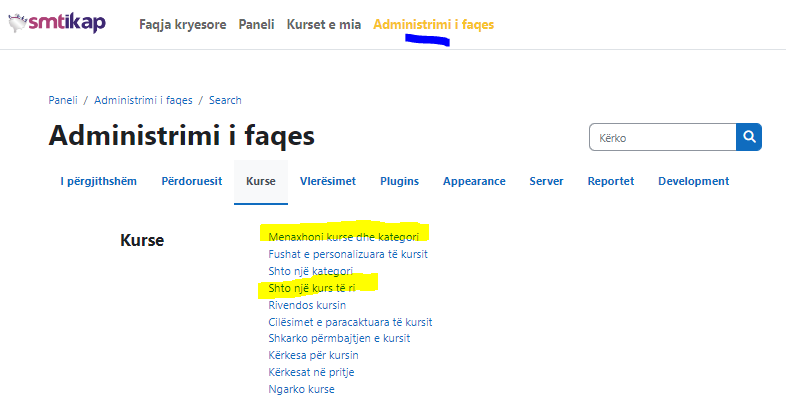 smtikap Faqja kryesore Paneli Kurset e mia Administrimi i faqes
Paneli / Administrimi i faqes / Search
Administrimi i faqes
Kërko
I përgjithshëm Përdoruesit Kurse Vlerësimet Plugins Appearance Server Reportet Development
Kurse
Menaxhoni kurse dhe kategori
Fushat e personalizuara të kursit
Shto një kategori
Shto një kurs të ri
Rivendos kursin
Cilësimet e paracaktuara të kursit
Shkarko përmbajtjen e kursit
Kërkesa për kursin
Kërkesat në pritje
Ngarko kurse